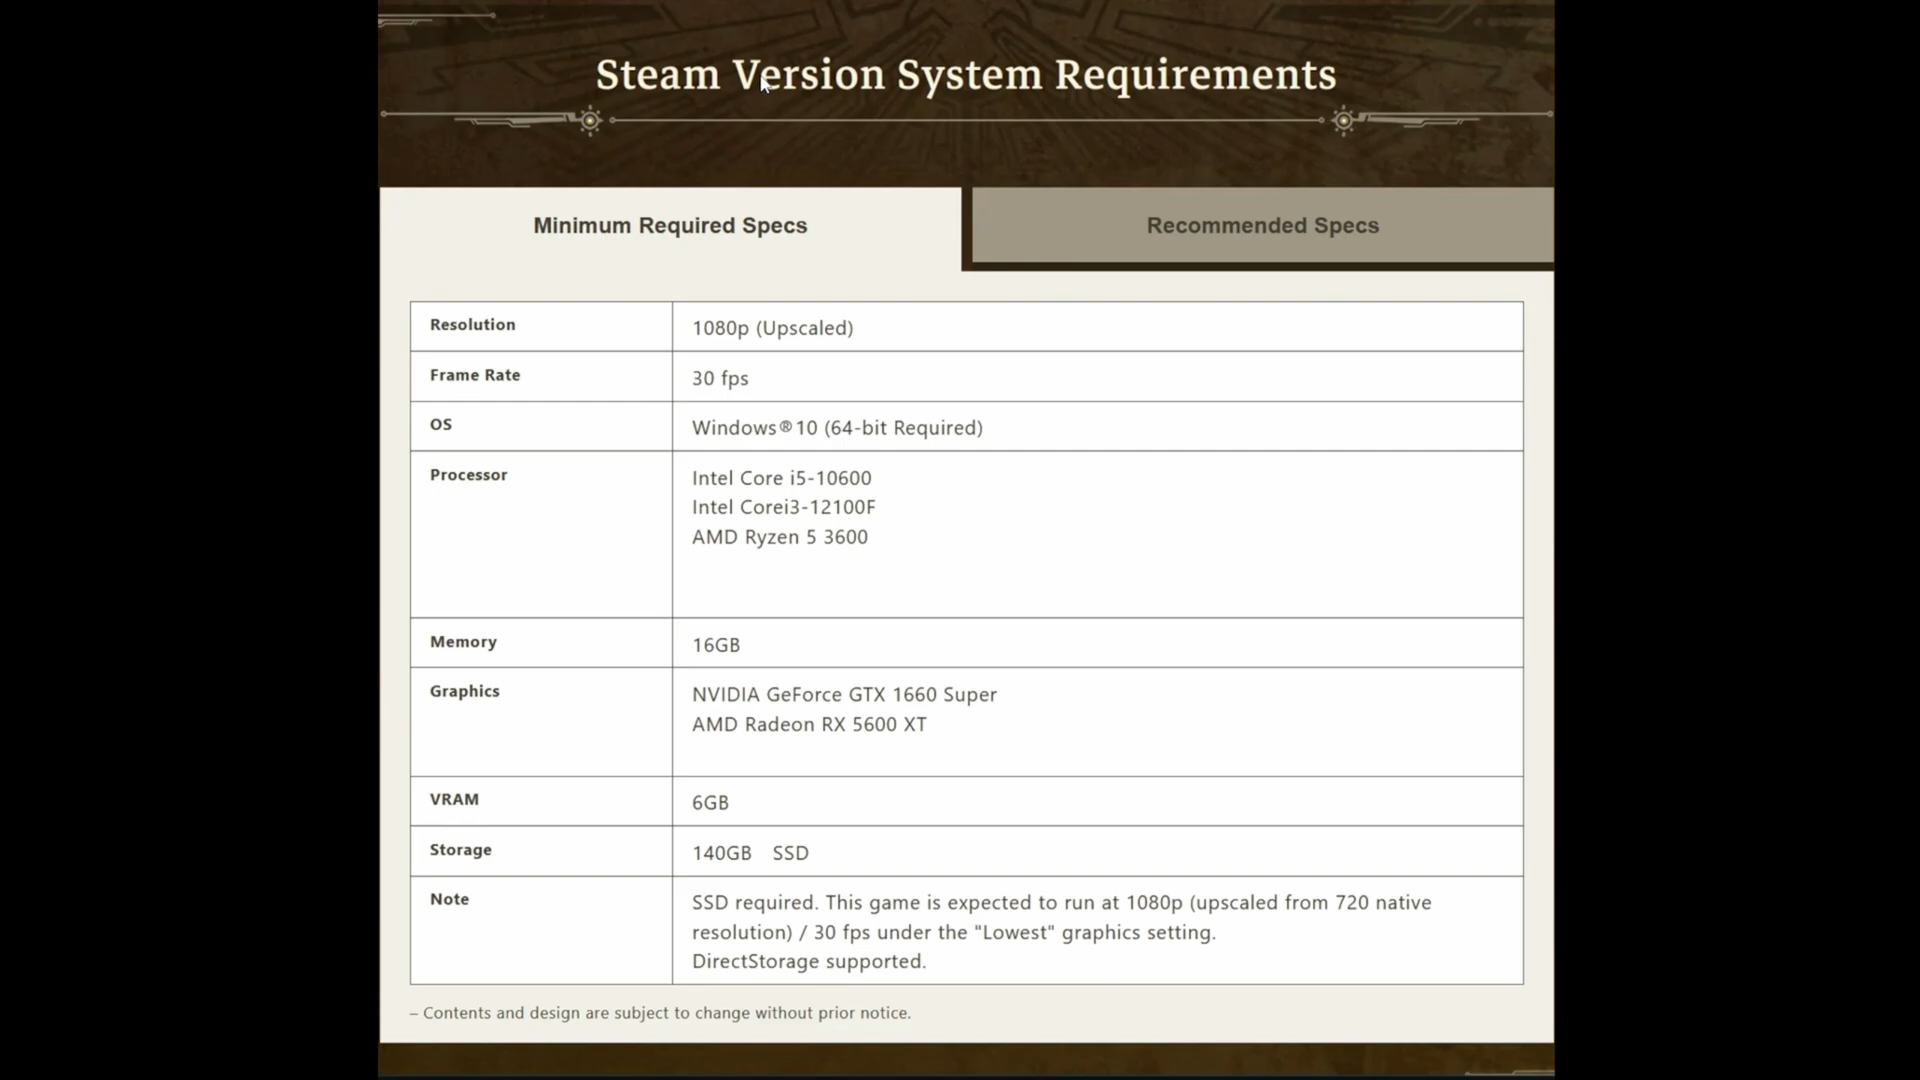 Steam Version System Requirements
Minimum Required Specs
Recommended Specs
Resolution
1080p (Upscaled)
Frame Rate
30 fps
OS
Windows®10 (64-bit Required)
Processor
Intel Core i5-10600
Intel Corei3-12100F
AMD Ryzen 5 3600
Memory
16GB
Graphics
NVIDIA GeForce GTX 1660 Super
AMD Radeon RX 5600 XT
VRAM
6GB
Storage
140GB SSD
Note
SSD required. This game is expected to run at 1080p (upscaled from 720 native
resolution) / 30 fps under the "Lowest" graphics setting.
DirectStorage supported.
– Contents and design are subject to change without prior notice.